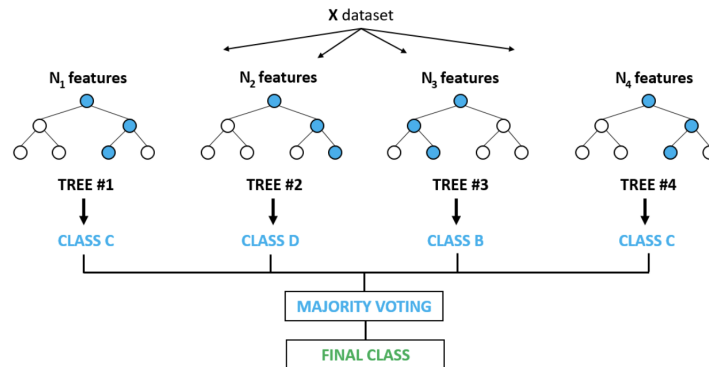 X dataset
N₁ features
N₂ features
N₃ features
N₄ features
TREE #1
TREE #2
TREE #3
TREE #4
CLASS C
CLASS D
CLASS B
CLASS C
MAJORITY VOTING
FINAL CLASS